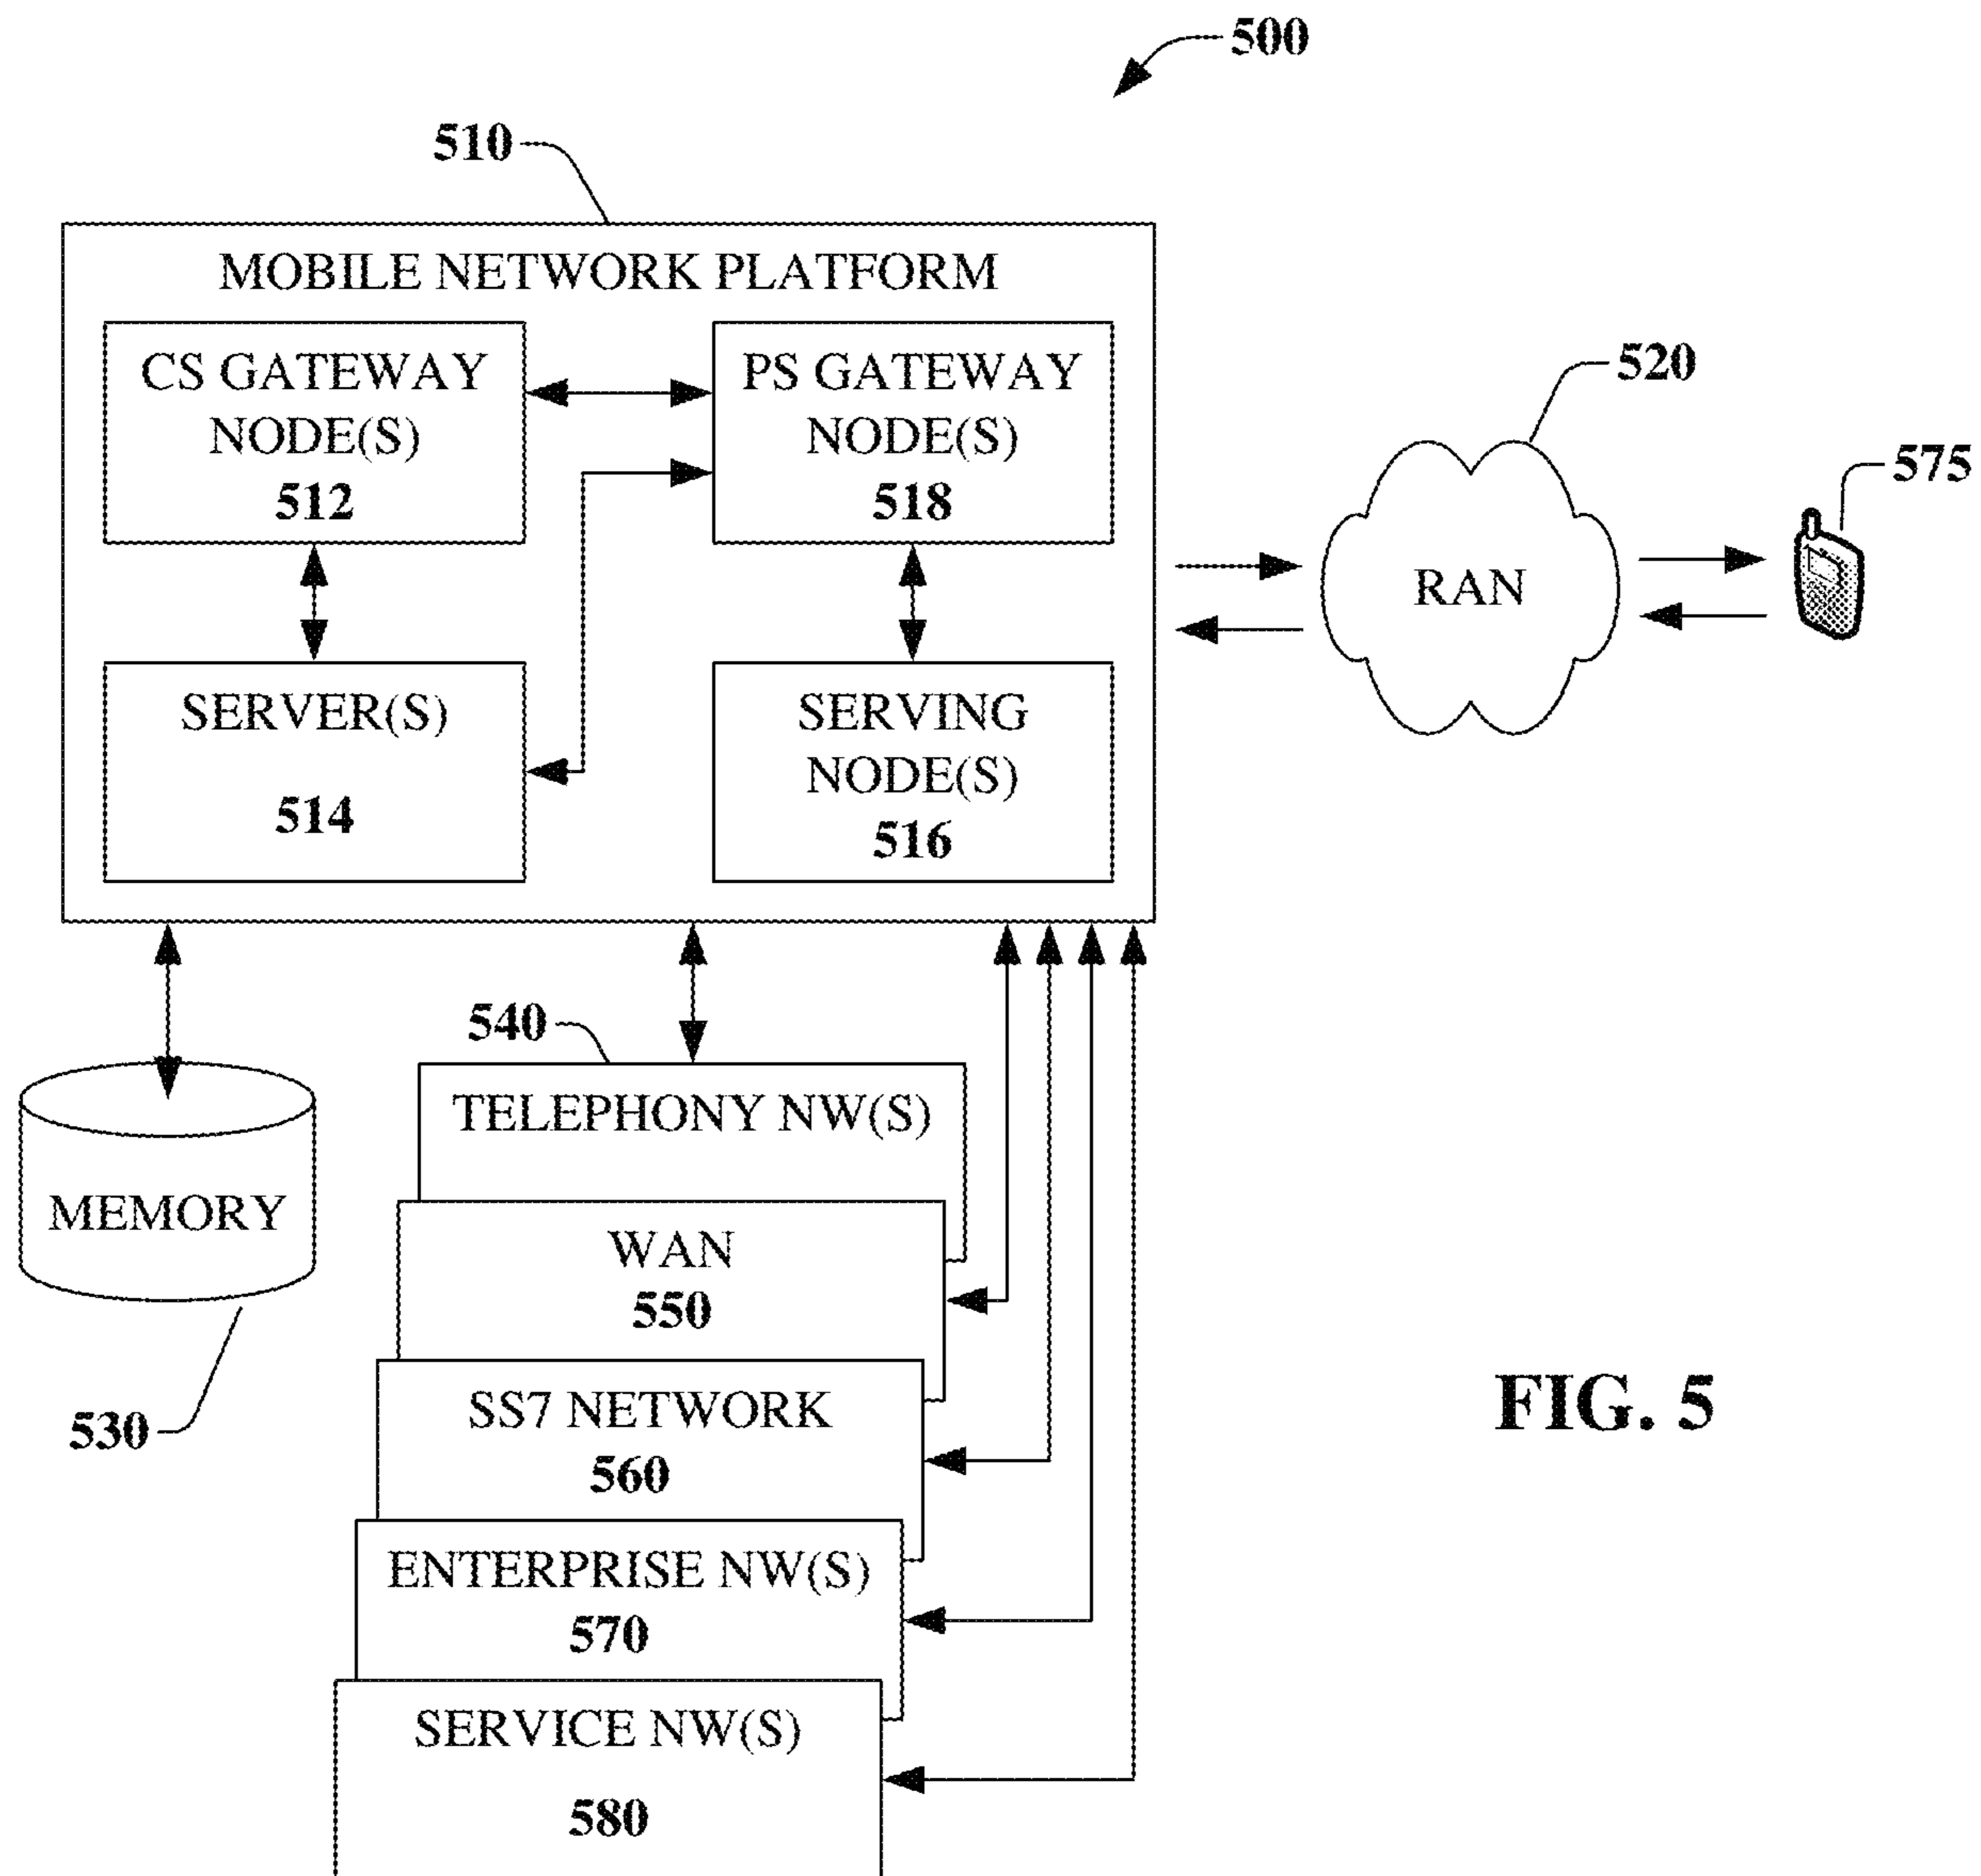 500
510
MOBILE NETWORK PLATFORM
CS GATEWAY
NODE(S)
512
PS GATEWAY
NODE(S)
518
SERVER(S)
514
SERVING
NODE(S)
516
520
RAN
575
540
TELEPHONY NW(S)
MEMORY
530
WAN
550
SS7 NETWORK
560
ENTERPRISE NW(S)
570
SERVICE NW(S)
580
FIG. 5